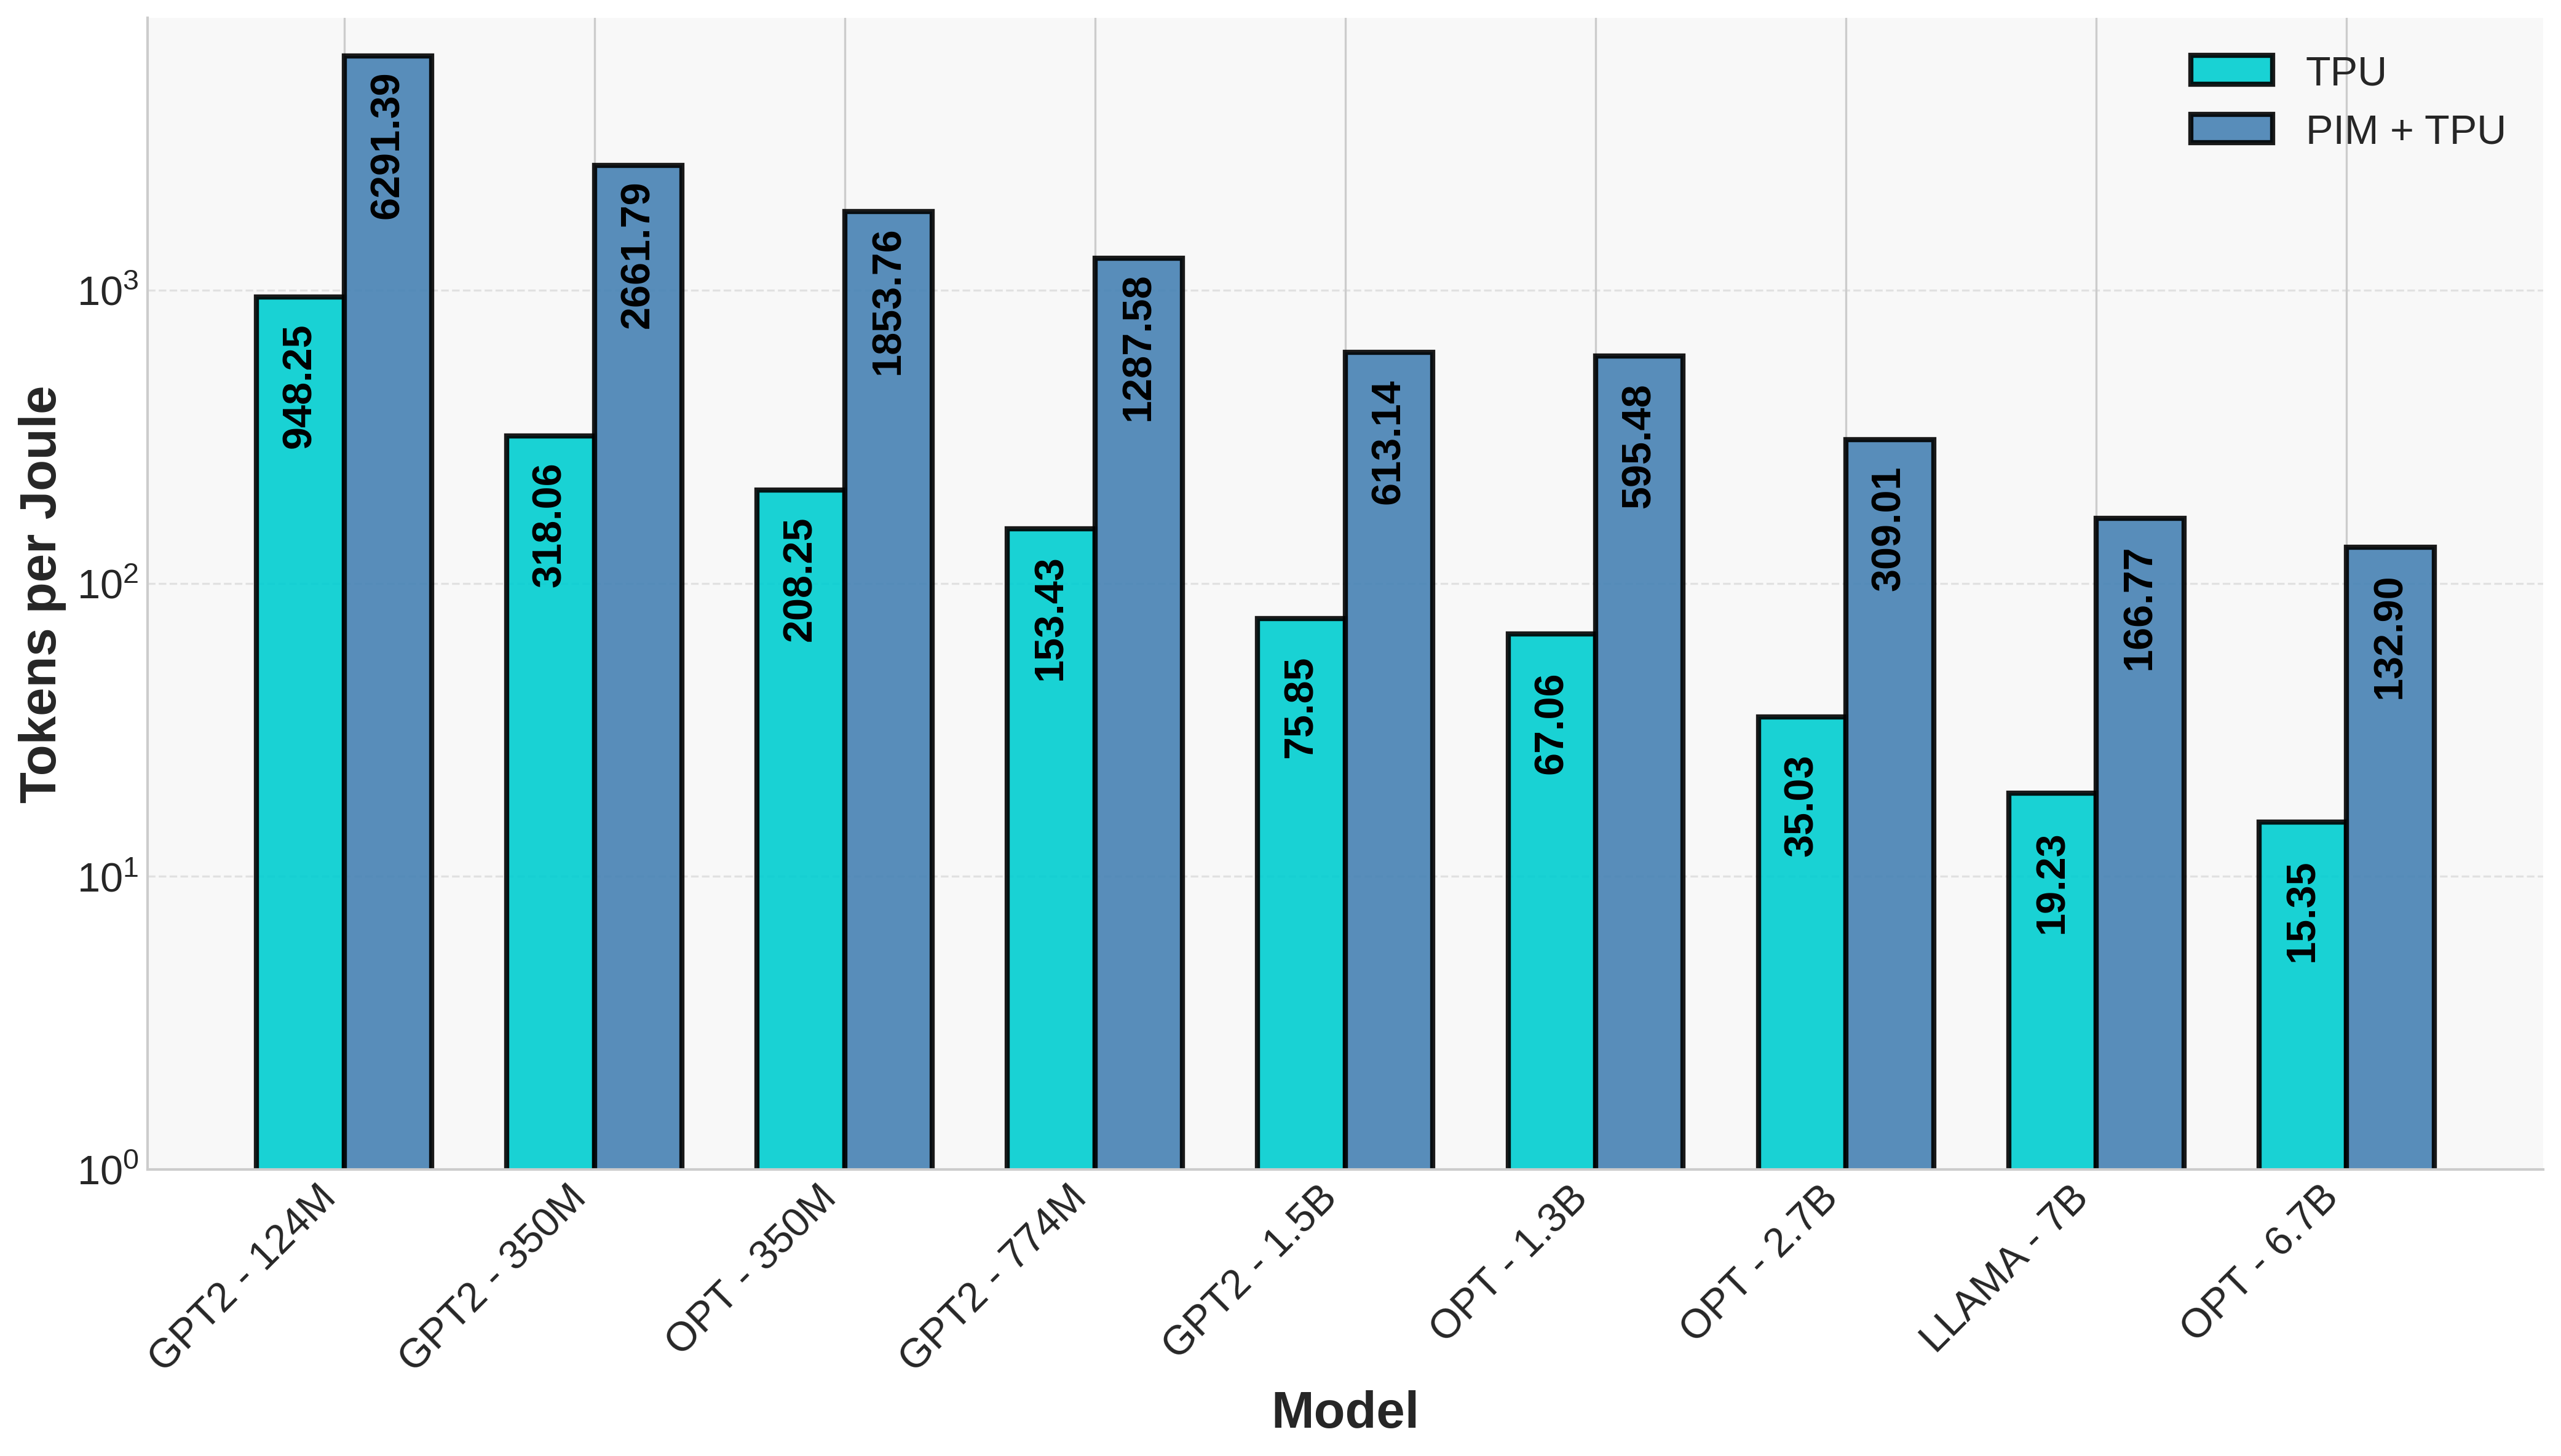 TPU
PIM + TPU
Tokens per Joule
10³
10²
10¹
10⁰
948.25
6291.39
318.06
2661.79
208.25
1853.76
153.43
1287.58
75.85
613.14
67.06
595.48
35.03
309.01
19.23
166.77
15.35
132.90
GPT2 - 124M
GPT2 - 350M
OPT - 350M
GPT2 - 774M
GPT2 - 1.5B
OPT - 1.3B
OPT - 2.7B
LLAMA - 7B
OPT - 6.7B
Model